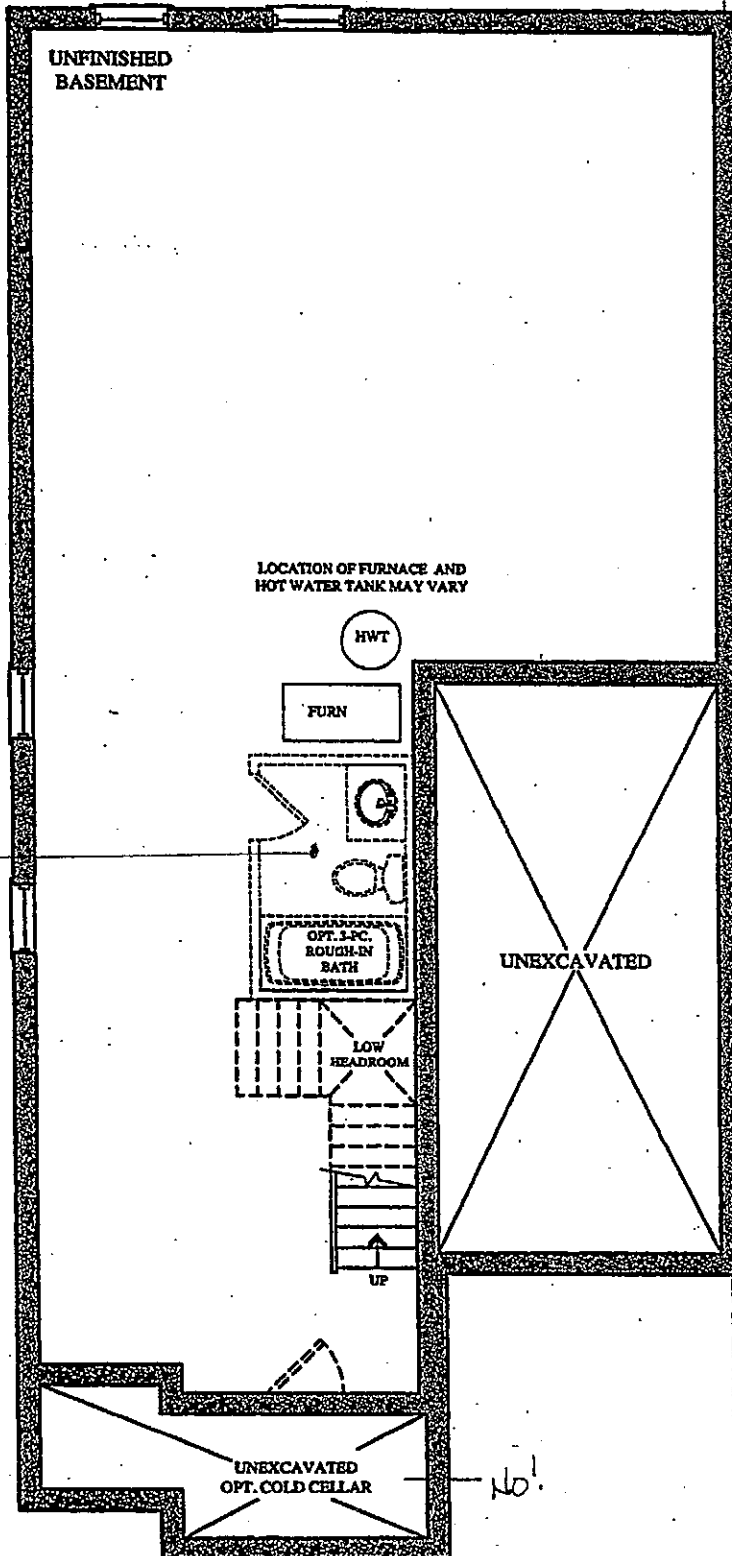 UNFINISHED
BASEMENT
LOCATION OF FURNACE AND
HOT WATER TANK MAY VARY
HWT
FURN
OPT. 3-PC.
ROUGH-IN
BATH
UNEXCAVATED
LOW
HEADROOM
UP
UNEXCAVATED
OPT. COLD CELLAR
No!